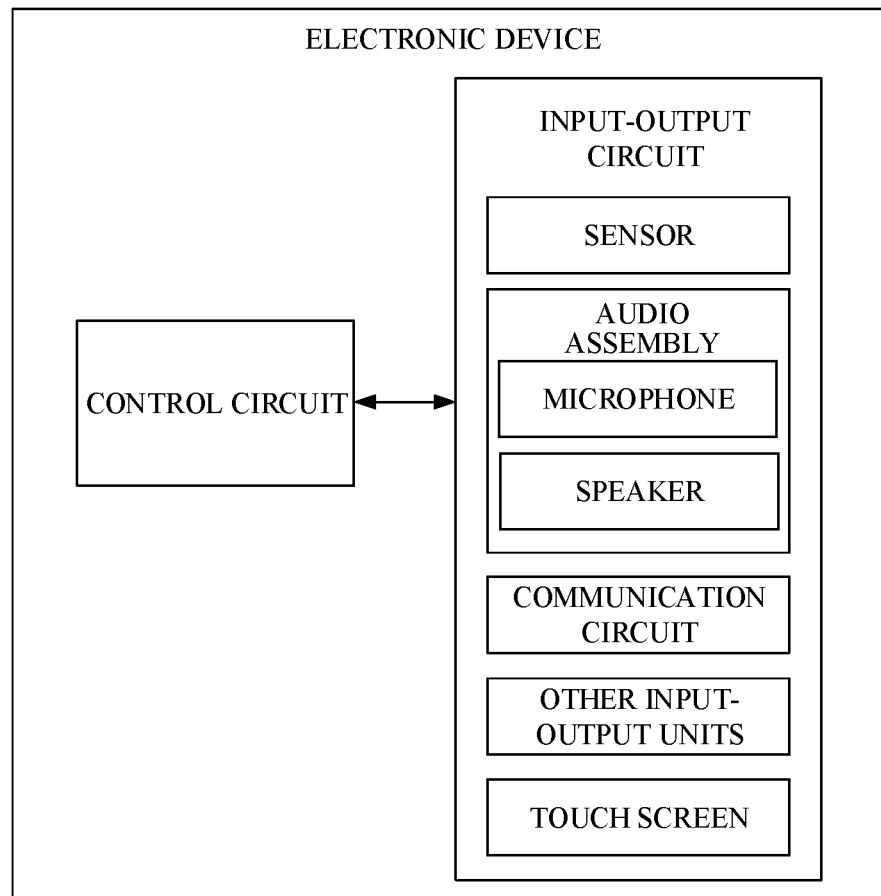 ELECTRONIC DEVICE
INPUT-OUTPUT
CIRCUIT
SENSOR
AUDIO
ASSEMBLY
MICROPHONE
CONTROL CIRCUIT
SPEAKER
COMMUNICATION
CIRCUIT
OTHER INPUT-
OUTPUT UNITS
TOUCH SCREEN